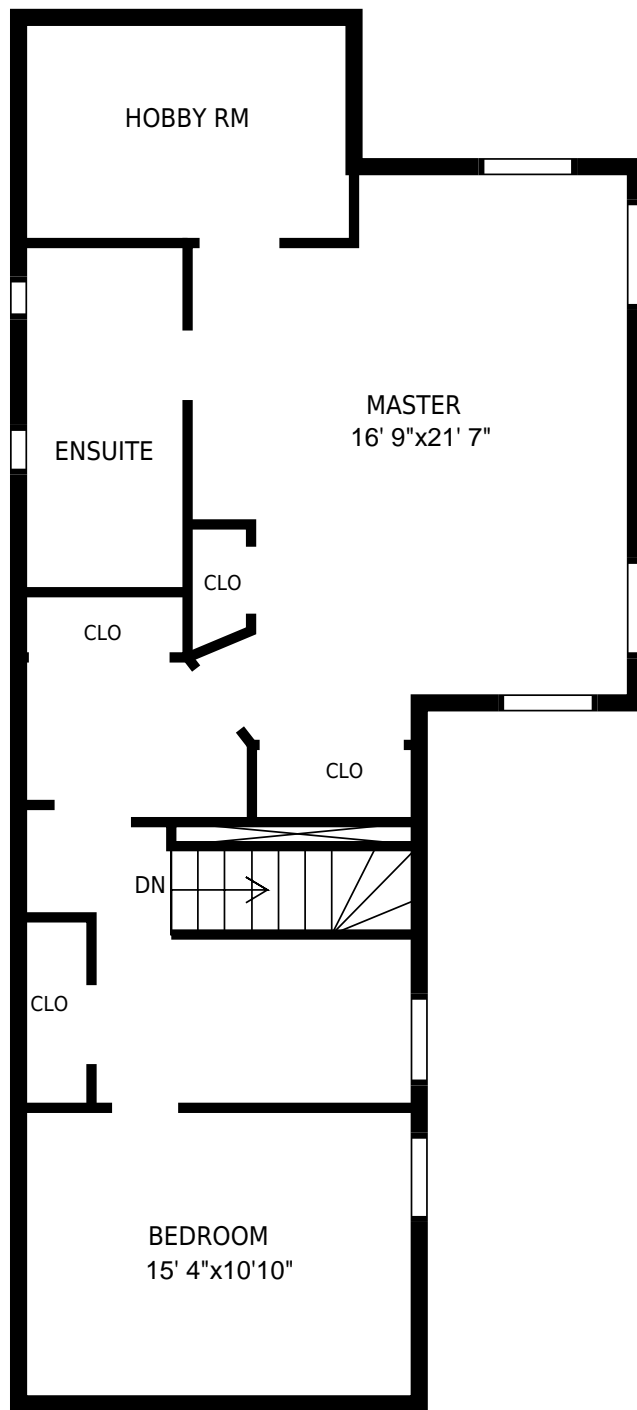 HOBBY RM
MASTER
16' 9"x21' 7"
ENSUITE
CLO
CLO
CLO
DN
CLO
BEDROOM
15' 4"x10'10"